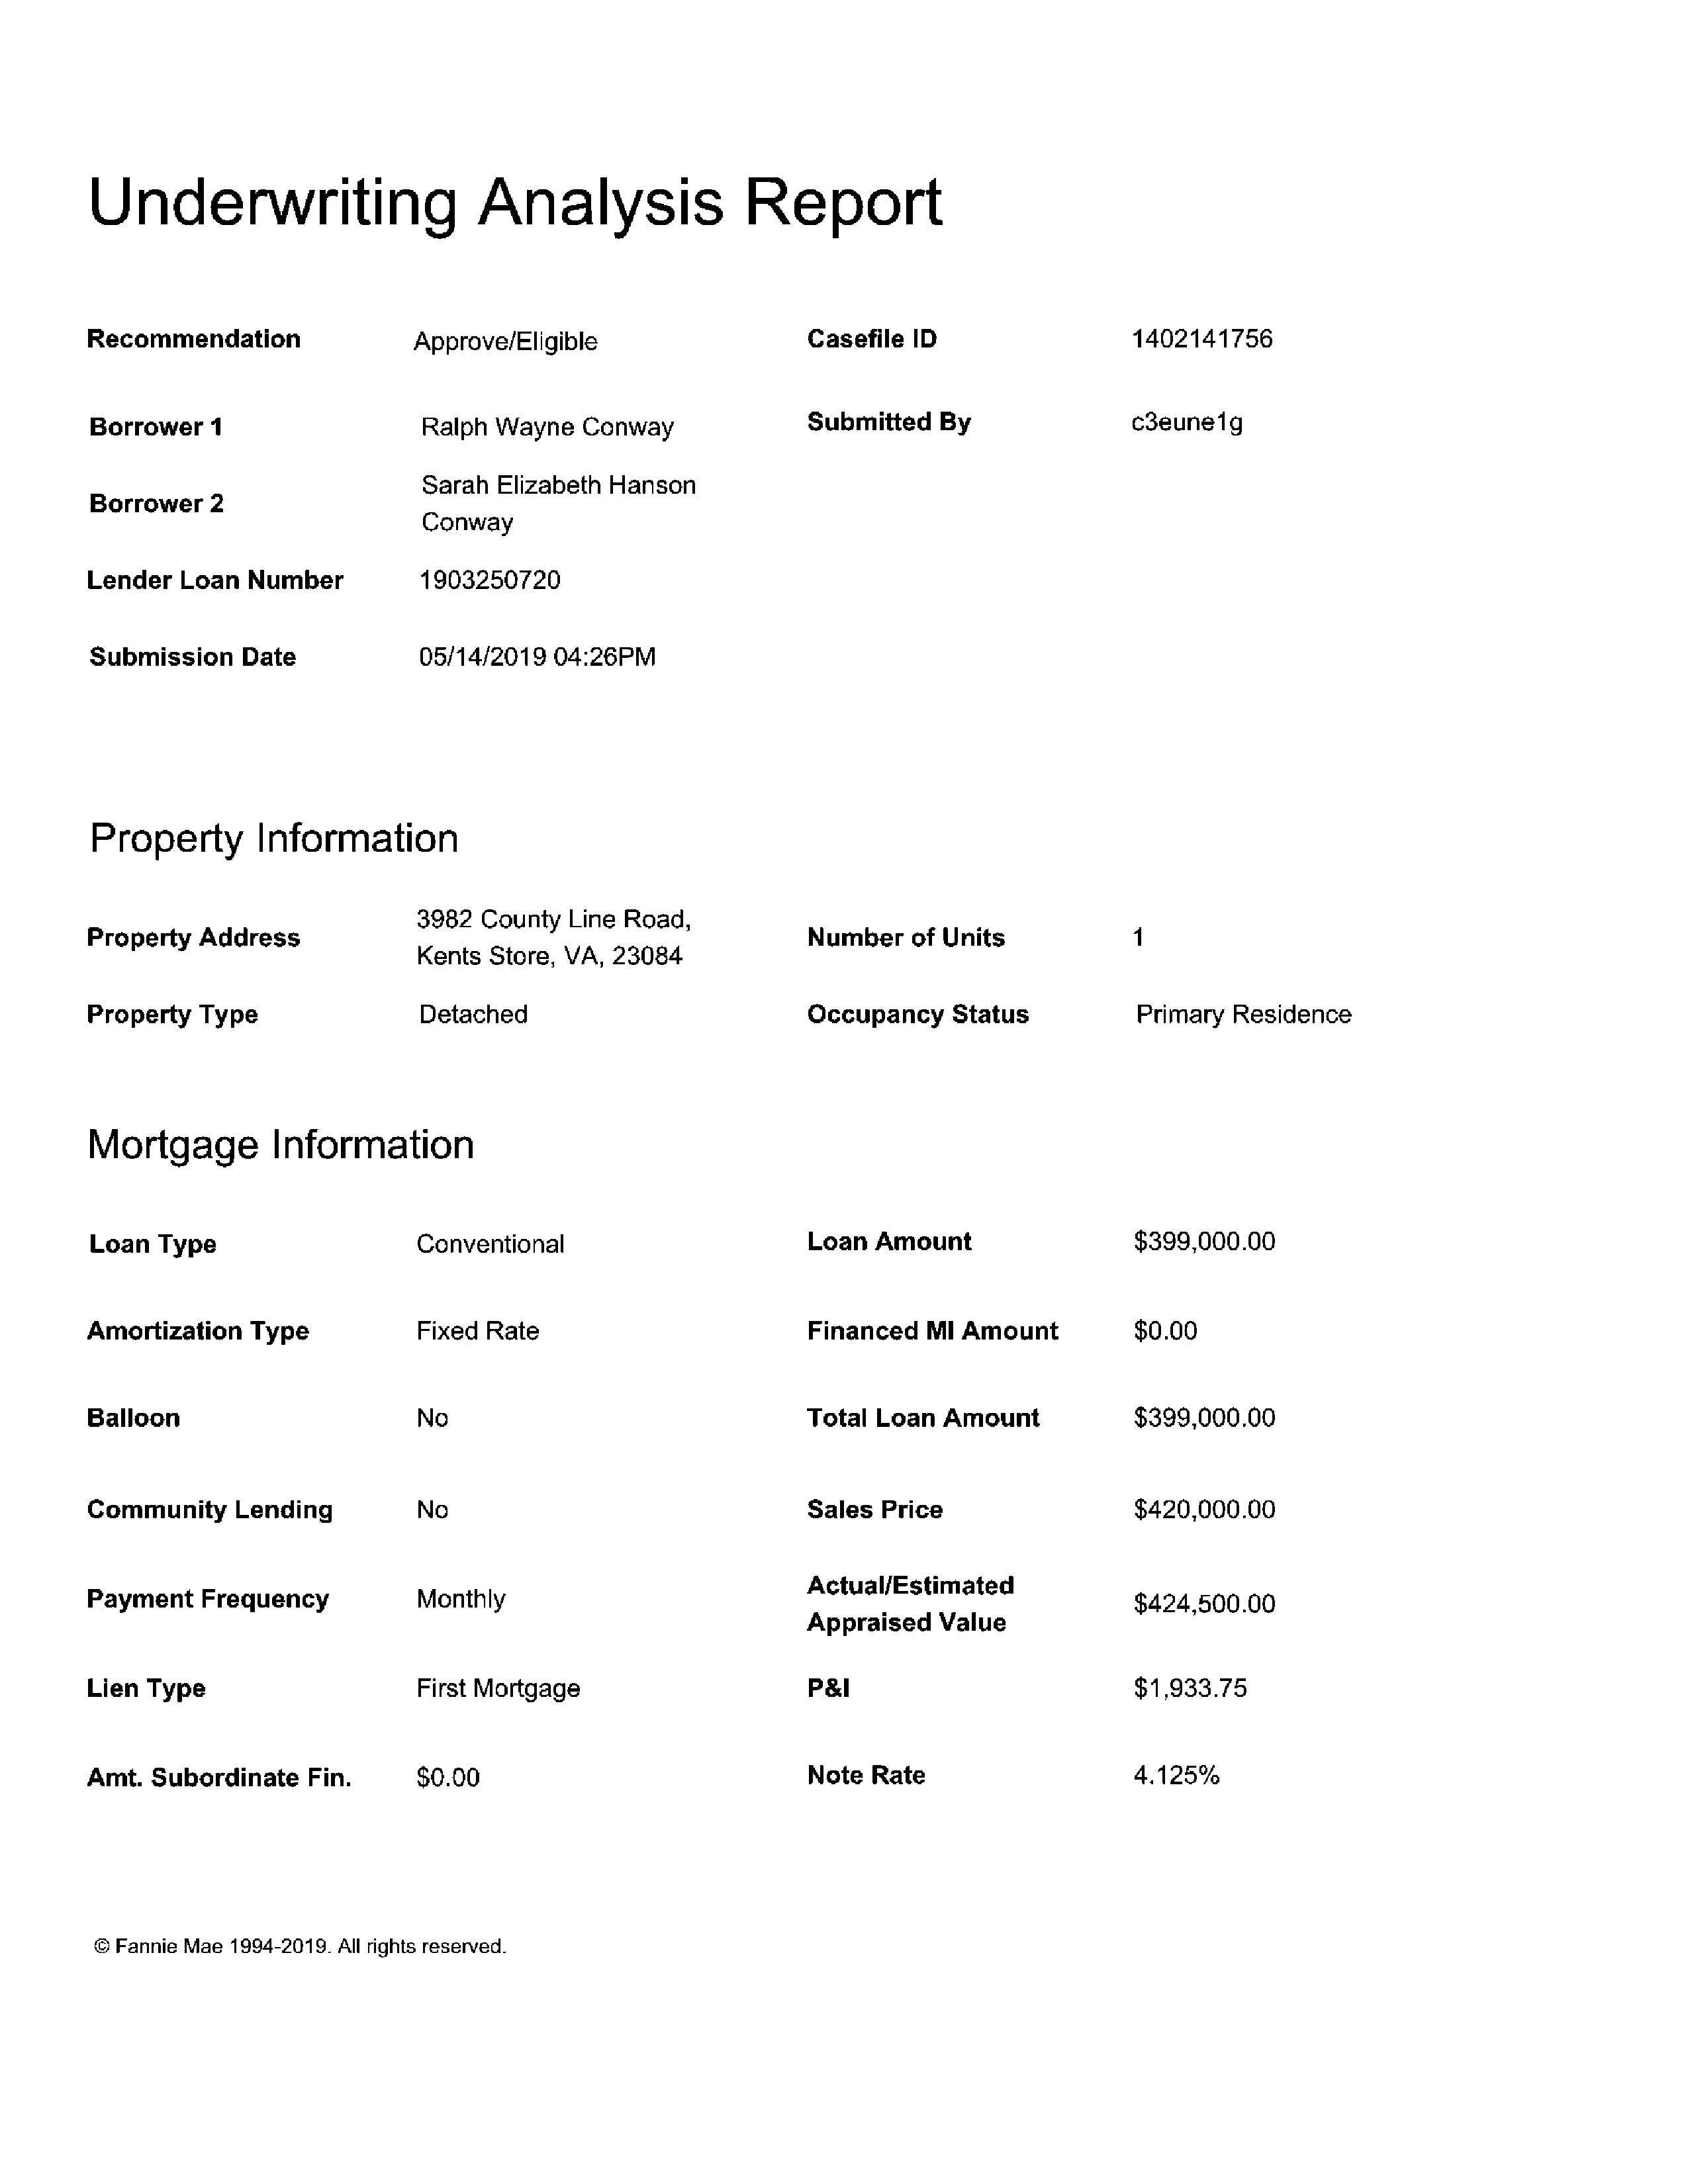 Underwriting Analysis Report
Recommendation Approve/Eligible Casefile ID 1402141756
Borrower 1 Ralph Wayne Conway Submitted By c3eune1g
Borrower 2 Sarah Elizabeth Hanson
Conway
Lender Loan Number 1903250720
Submission Date 05/14/2019 04:26PM
Property Information
Property Address 3982 County Line Road,
Kents Store, VA, 23084
Number of Units 1
Property Type Detached Occupancy Status Primary Residence
Mortgage Information
Loan Type Conventional Loan Amount $399,000.00
Amortization Type Fixed Rate Financed MI Amount $0.00
Balloon No Total Loan Amount $399,000.00
Community Lending No Sales Price $420,000.00
Payment Frequency Monthly Actual/Estimated
Appraised Value $424,500.00
Lien Type First Mortgage P&I $1,933.75
Amt. Subordinate Fin. $0.00 Note Rate 4.125%
© Fannie Mae 1994-2019. All rights reserved.